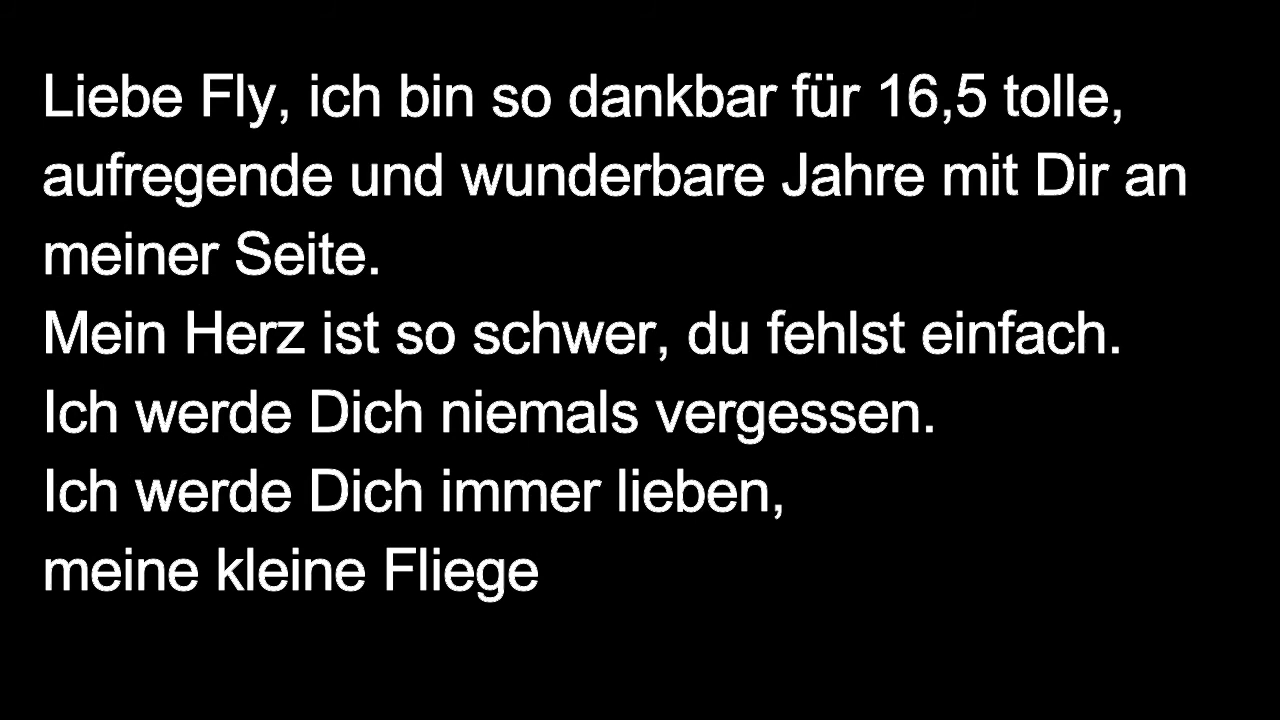 Liebe Fly, ich bin so dankbar für 16,5 tolle,
aufregende und wunderbare Jahre mit Dir an
meiner Seite.
Mein Herz ist so schwer, du fehlst einfach.
Ich werde Dich niemals vergessen.
Ich werde Dich immer lieben,
meine kleine Fliege